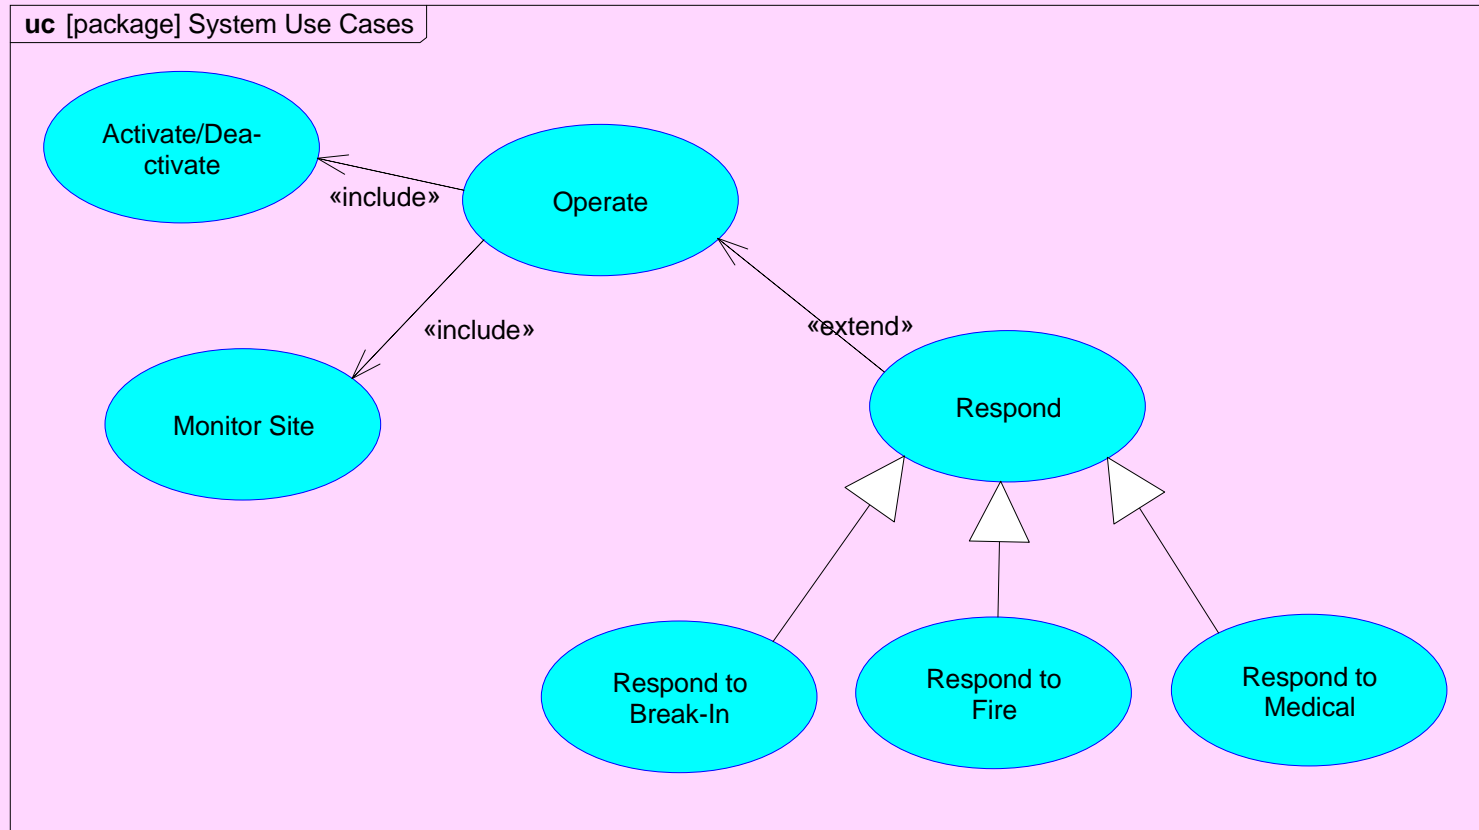 uc [package] System Use Cases
Activate/Dea-
ctivate
Operate
«include»
«include»
«extend»
Monitor Site
Respond
Respond to
Break-In
Respond to
Fire
Respond to
Medical